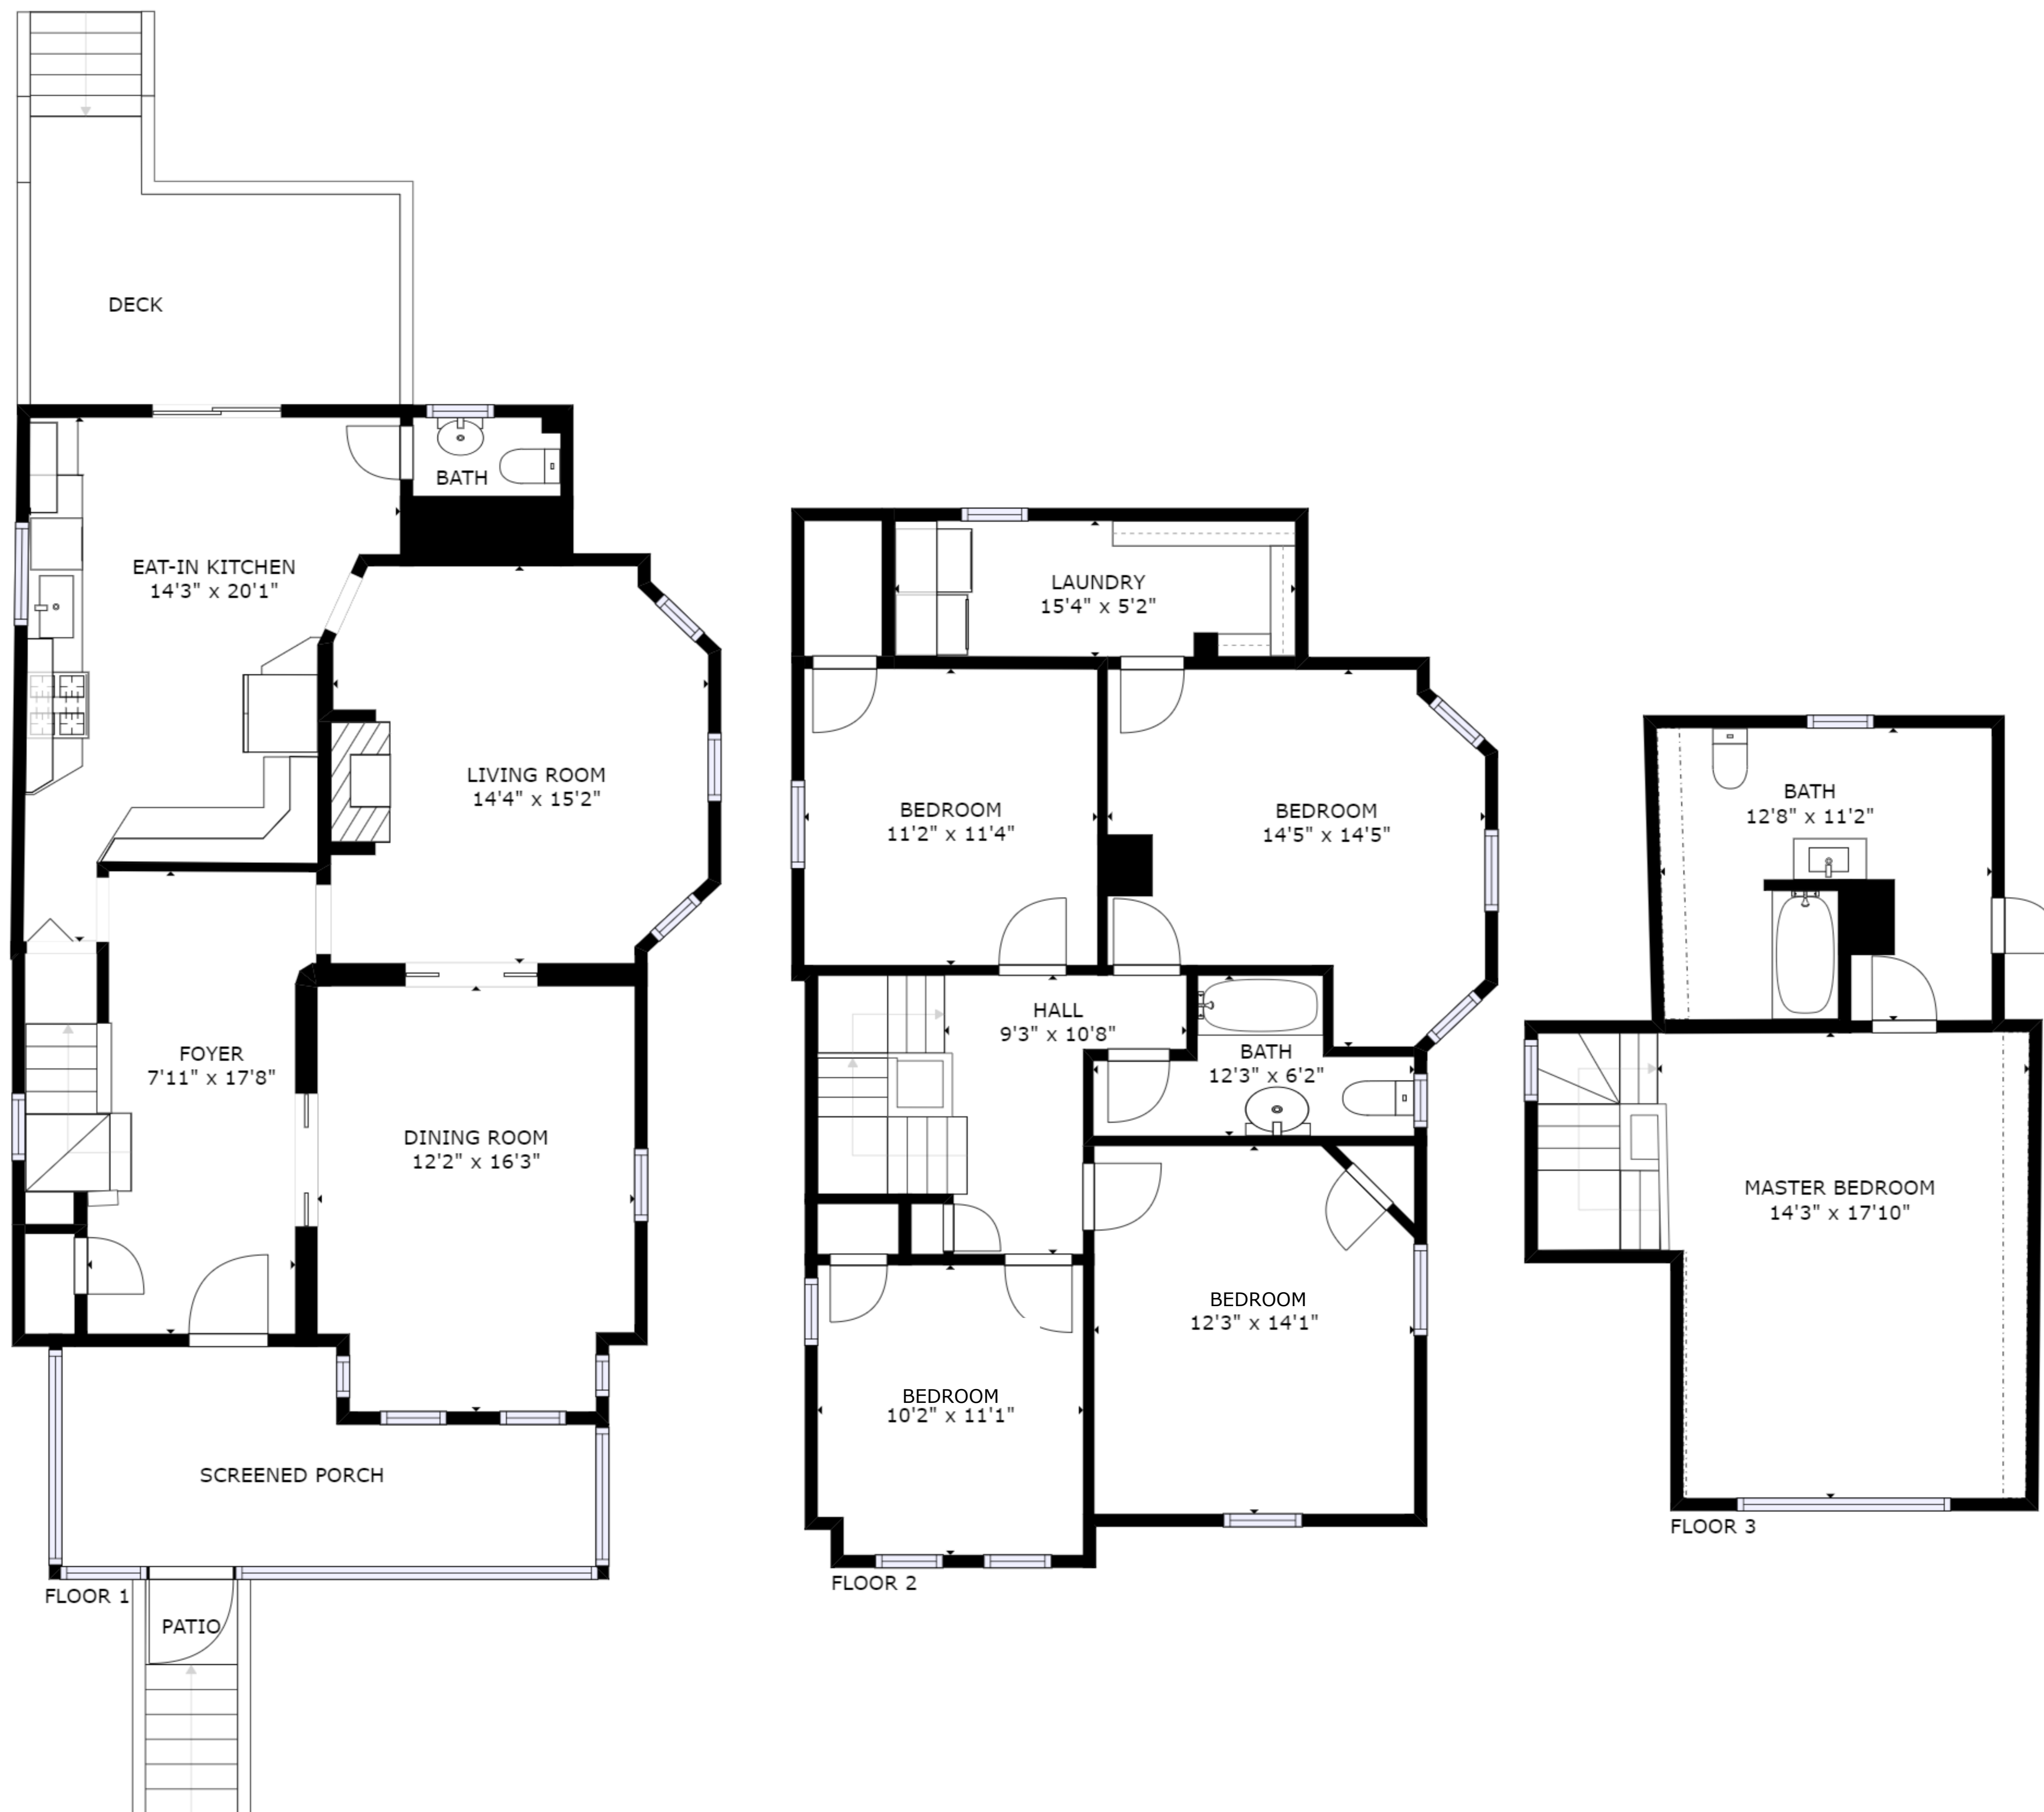 DECK
BATH
EAT-IN KITCHEN
14'3" x 20'1"
LIVING ROOM
14'4" x 15'2"
FOYER
7'11" x 17'8"
DINING ROOM
12'2" x 16'3"
SCREENED PORCH
FLOOR 1
PATIO
LAUNDRY
15'4" x 5'2"
BEDROOM
11'2" x 11'4"
BEDROOM
14'5" x 14'5"
HALL
9'3" x 10'8"
BATH
12'3" x 6'2"
BEDROOM
12'3" x 14'1"
BEDROOM
10'2" x 11'1"
FLOOR 2
BATH
12'8" x 11'2"
MASTER BEDROOM
14'3" x 17'10"
FLOOR 3